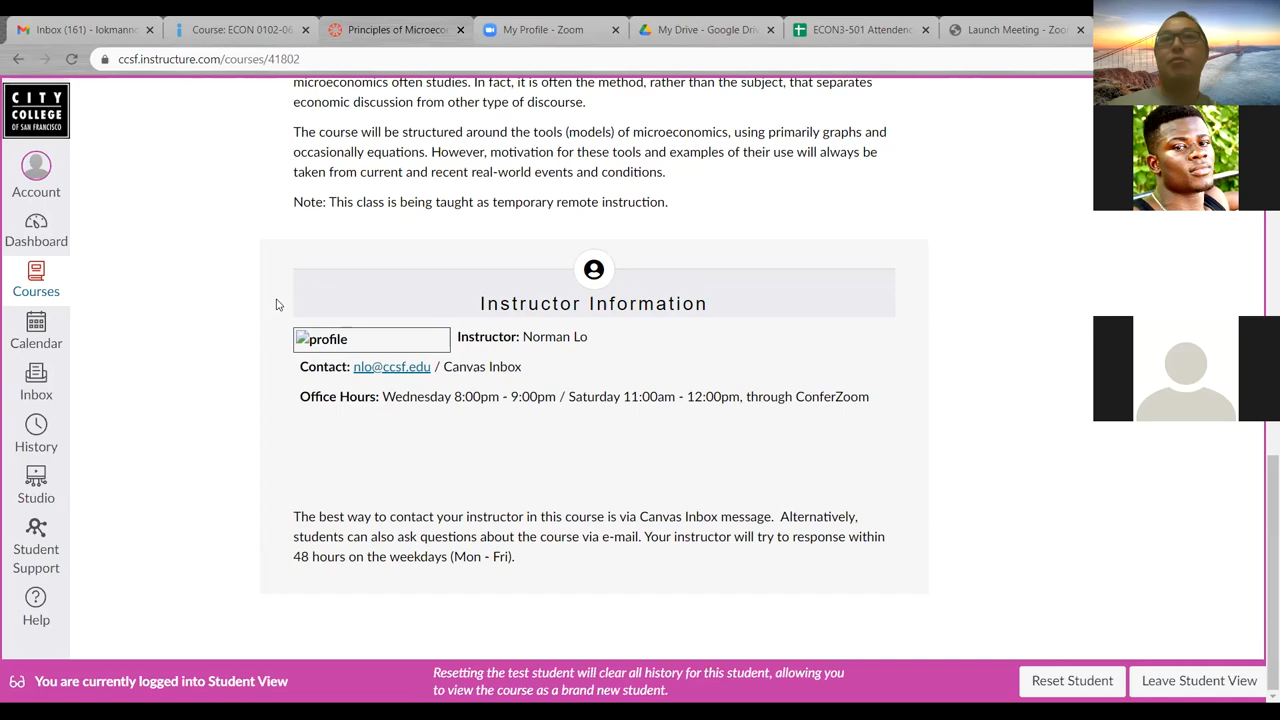 Inbox (161) - lokmann
Course: ECON 0102-06
Principles of Microeco
My Profile - Zoom
My Drive - Google Dri
ECON3-501 Attendenc
Launch Meeting - Zoo
ccsf.instructure.com/courses/41802
CITY
COLLEGE
OF SAN FRANCISCO
Account
Dashboard
Courses
Calendar
Inbox
History
Studio
Student
Support
Help
microeconomics often studies. In fact, it is often the method, rather than the subject, that separates
economic discussion from other type of discourse.
The course will be structured around the tools (models) of microeconomics, using primarily graphs and
occasionally equations. However, motivation for these tools and examples of their use will always be
taken from current and recent real-world events and conditions.
Note: This class is being taught as temporary remote instruction.
Instructor Information
profile
Instructor: Norman Lo
Contact: nlo@ccsf.edu / Canvas Inbox
Office Hours: Wednesday 8:00pm - 9:00pm / Saturday 11:00am - 12:00pm, through ConferZoom
The best way to contact your instructor in this course is via Canvas Inbox message. Alternatively,
students can also ask questions about the course via e-mail. Your instructor will try to response within
48 hours on the weekdays (Mon - Fri).
You are currently logged into Student View
Resetting the test student will clear all history for this student, allowing you
to view the course as a brand new student.
Reset Student
Leave Student View